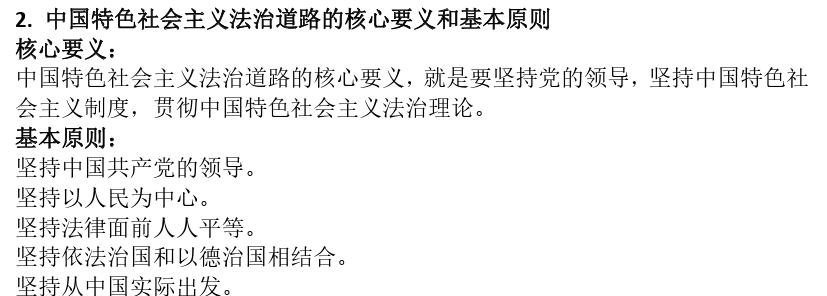 2. 中国特色社会主义法治道路的核心要义和基本原则
核心要义：
中国特色社会主义法治道路的核心要义，就是要坚持党的领导，坚持中国特色社
会主义制度，贯彻中国特色社会主义法治理论。
基本原则：
坚持中国共产党的领导。
坚持以人民为中心。
坚持法律面前人人平等。
坚持依法治国和以德治国相结合。
坚持从中国实际出发。